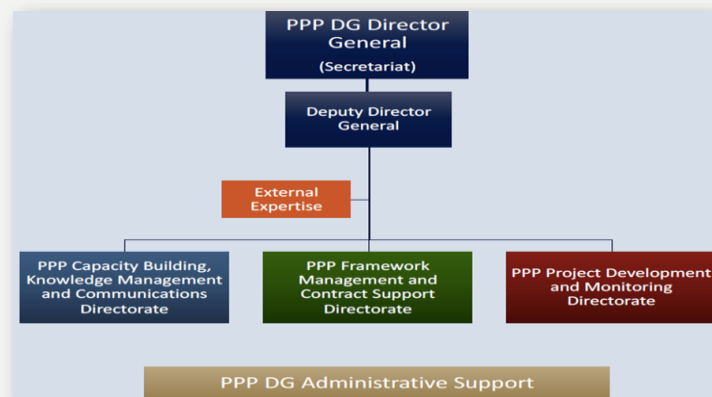 PPP DG Director
General
(Secretariat)
Deputy Director
General
External
Expertise
PPP Capacity Building,
Knowledge Management
and Communications
Directorate
PPP Framework
Management and
Contract Support
Directorate
PPP Project Development
and Monitoring
Directorate
PPP DG Administrative Support